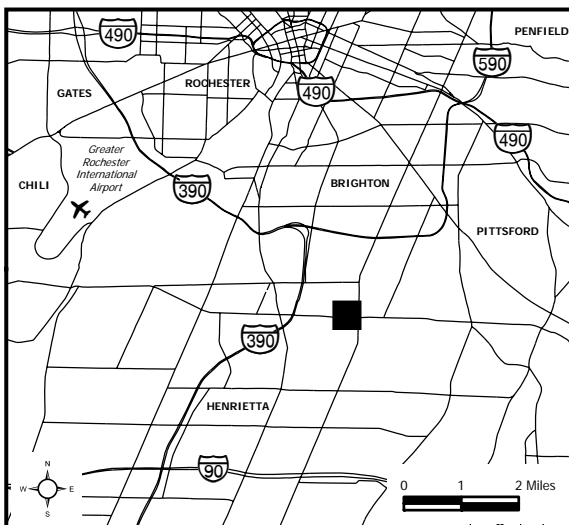 490
PENFIELD
590
GATES
ROCHESTER
490
490
Greater
Rochester
International
Airport
CHILI
390
BRIGHTON
PITTSFORD
390
HENRIETTA
90
N
W
E
S
0 1 2 Miles